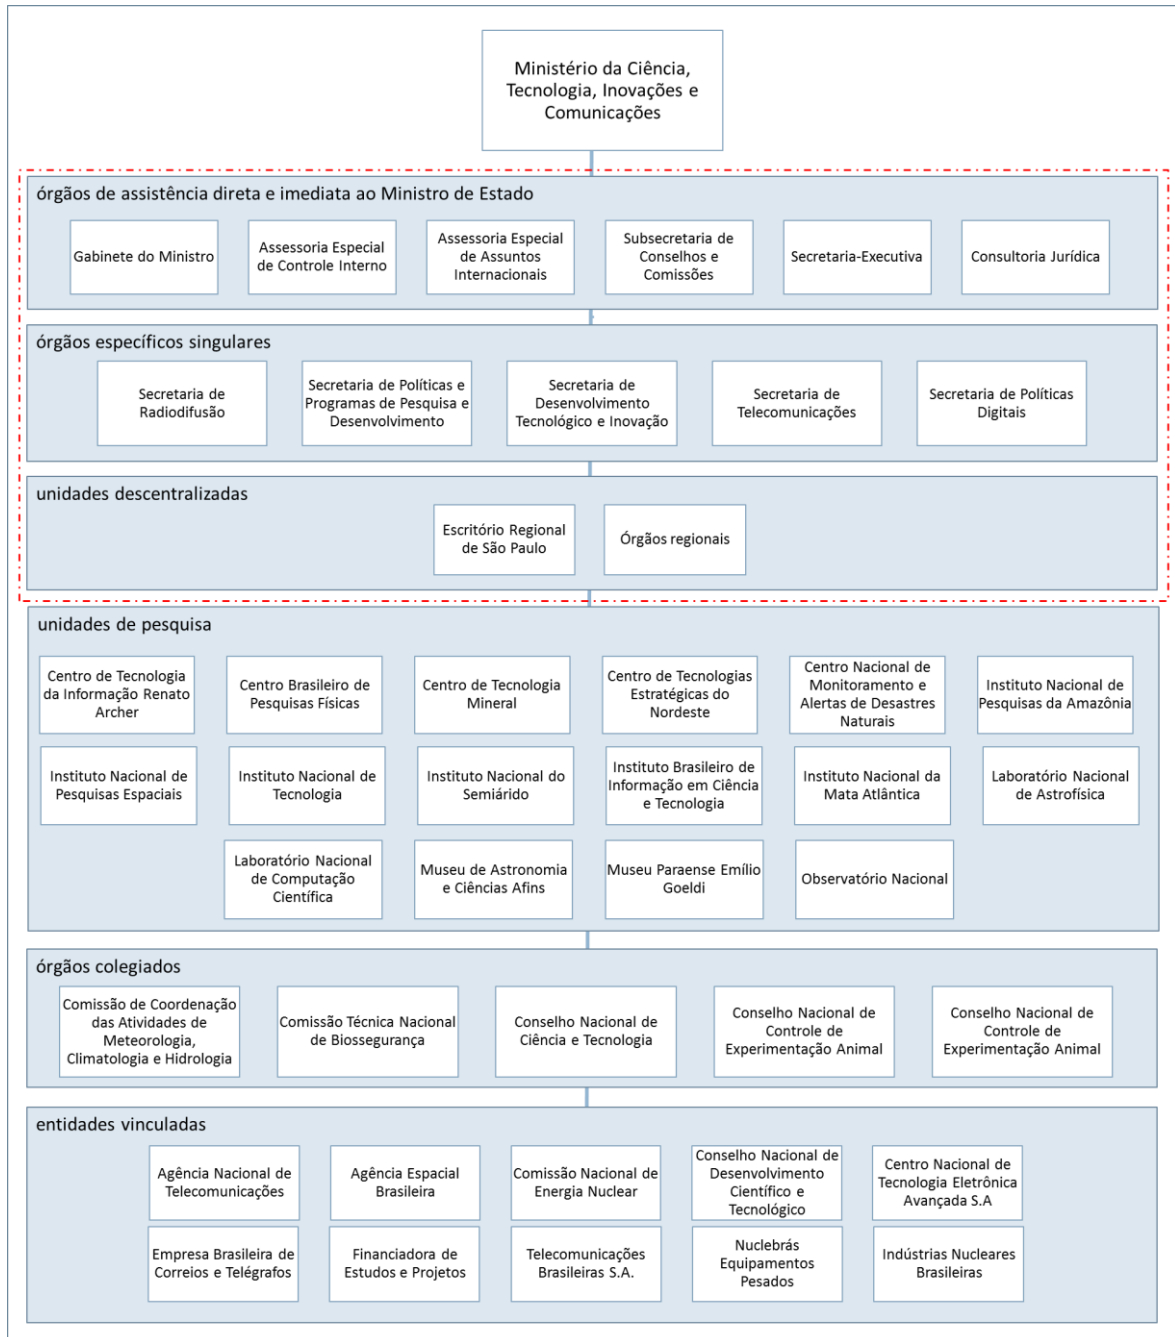 Ministério da Ciência,
Tecnologia, Inovações e
Comunicações
órgãos de assistência direta e imediata ao Ministro de Estado
Gabinete do Ministro
Assessoria Especial
de Controle Interno
Assessoria Especial
de Assuntos
Internacionais
Subsecretaria de
Conselhos e
Comissões
Secretaria-Executiva
Consultoria Jurídica
órgãos específicos singulares
Secretaria de
Radiodifusão
Secretaria de Políticas e
Programas de Pesquisa e
Desenvolvimento
Secretaria de
Desenvolvimento
Tecnológico e Inovação
Secretaria de
Telecomunicações
Secretaria de Políticas
Digitais
unidades descentralizadas
Escritório Regional
de São Paulo
Órgãos regionais
unidades de pesquisa
Centro de Tecnologia
da Informação Renato
Archer
Centro Brasileiro de
Pesquisas Físicas
Centro de Tecnologia
Mineral
Centro de Tecnologias
Estratégicas do
Nordeste
Centro Nacional de
Monitoramento e
Alertas de Desastres
Naturais
Instituto Nacional de
Pesquisas da Amazônia
Instituto Nacional de
Pesquisas Espaciais
Instituto Nacional de
Tecnologia
Instituto Nacional do
Semiárido
Instituto Brasileiro de
Informação em Ciência
e Tecnologia
Instituto Nacional da
Mata Atlântica
Laboratório Nacional
de Astrofísica
Laboratório Nacional
de Computação
Científica
Museu de Astronomia
e Ciências Afins
Museu Paraense Emílio
Goeldi
Observatório Nacional
órgãos colegiados
Comissão de Coordenação
das Atividades de
Meteorologia,
Climatologia e Hidrologia
Comissão Técnica Nacional
de Biossegurança
Conselho Nacional de
Ciência e Tecnologia
Conselho Nacional
de Controle de
Experimentação Animal
Conselho Nacional
de Controle de
Experimentação Animal
entidades vinculadas
Agência Nacional de
Telecomunicações
Agência Espacial
Brasileira
Comissão Nacional de
Energia Nuclear
Conselho Nacional de
Desenvolvimento
Científico e
Tecnológico
Centro Nacional de
Tecnologia Eletrônica
Avançada S.A
Empresa Brasileira de
Correios e Telégrafos
Financiadora de
Estudos e Projetos
Telecomunicações
Brasileiras S.A.
Nuclebrás
Equipamentos
Pesados
Indústrias Nucleares
Brasileiras